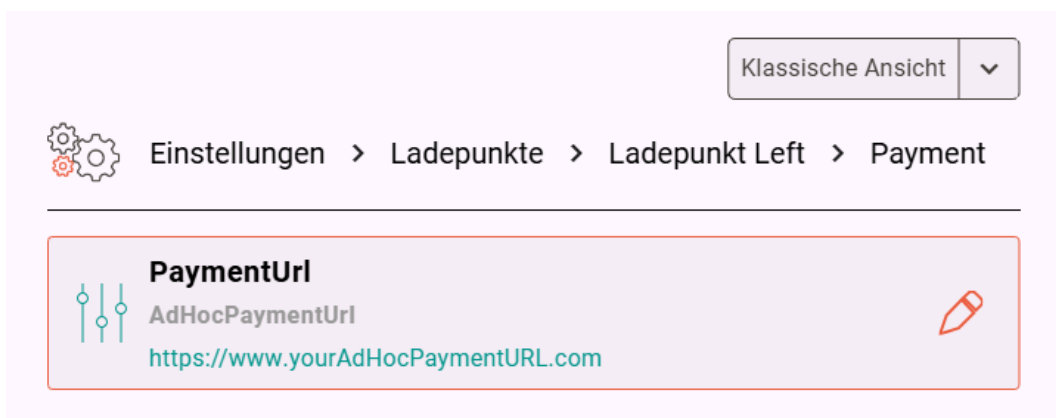 Klassische Ansicht
Einstellungen > Ladepunkte > Ladepunkt Left > Payment
PaymentUrl
AdHocPaymentUrl
https://www.yourAdHocPaymentURL.com